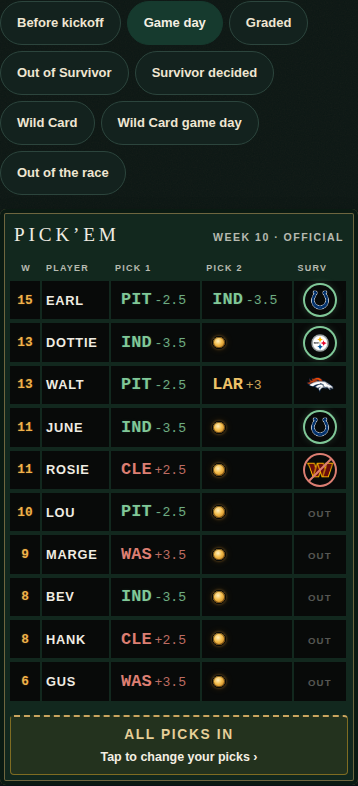 Before kickoff Game day Graded
Out of Survivor Survivor decided
Wild Card Wild Card game day
Out of the race
PICK’EM WEEK 10 · OFFICIAL
W PLAYER PICK 1 PICK 2 SURV
15 EARL PIT -2.5 IND -3.5
13 DOTTIE IND -3.5
13 WALT PIT -2.5 LAR +3
11 JUNE IND -3.5
11 ROSIE CLE +2.5 W
10 LOU PIT -2.5 OUT
9 MARGE WAS +3.5 OUT
8 BEV IND -3.5 OUT
8 HANK CLE +2.5 OUT
6 GUS WAS +3.5 OUT
ALL PICKS IN
Tap to change your picks ›